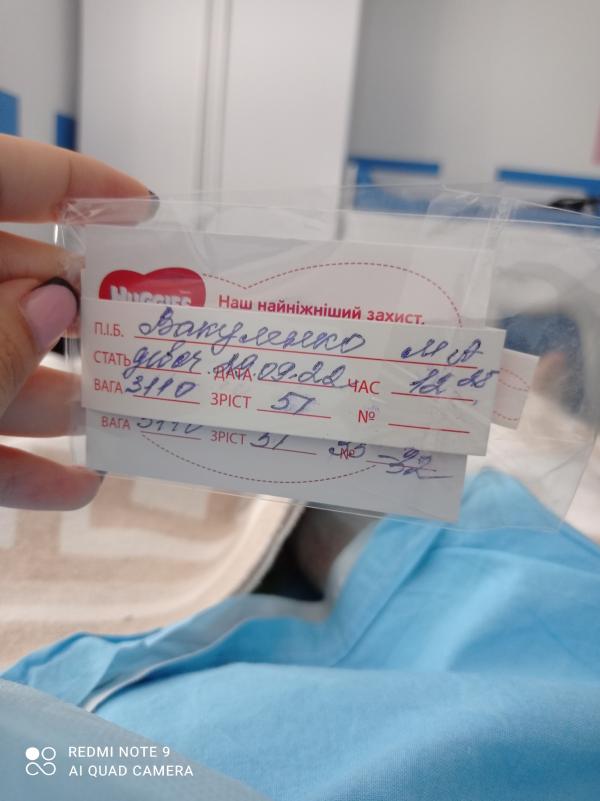 HUGGIES
Наш найніжніший захист.
П.І.Б. Вакуленко М А
СТАТЬ дівч. ДАТА 19.09.22 ЧАС 12 25
ВАГА 3110 ЗРІСТ 51 №
ВАГА 3110 ЗРІСТ 51 №
REDMI NOTE 9
AI QUAD CAMERA